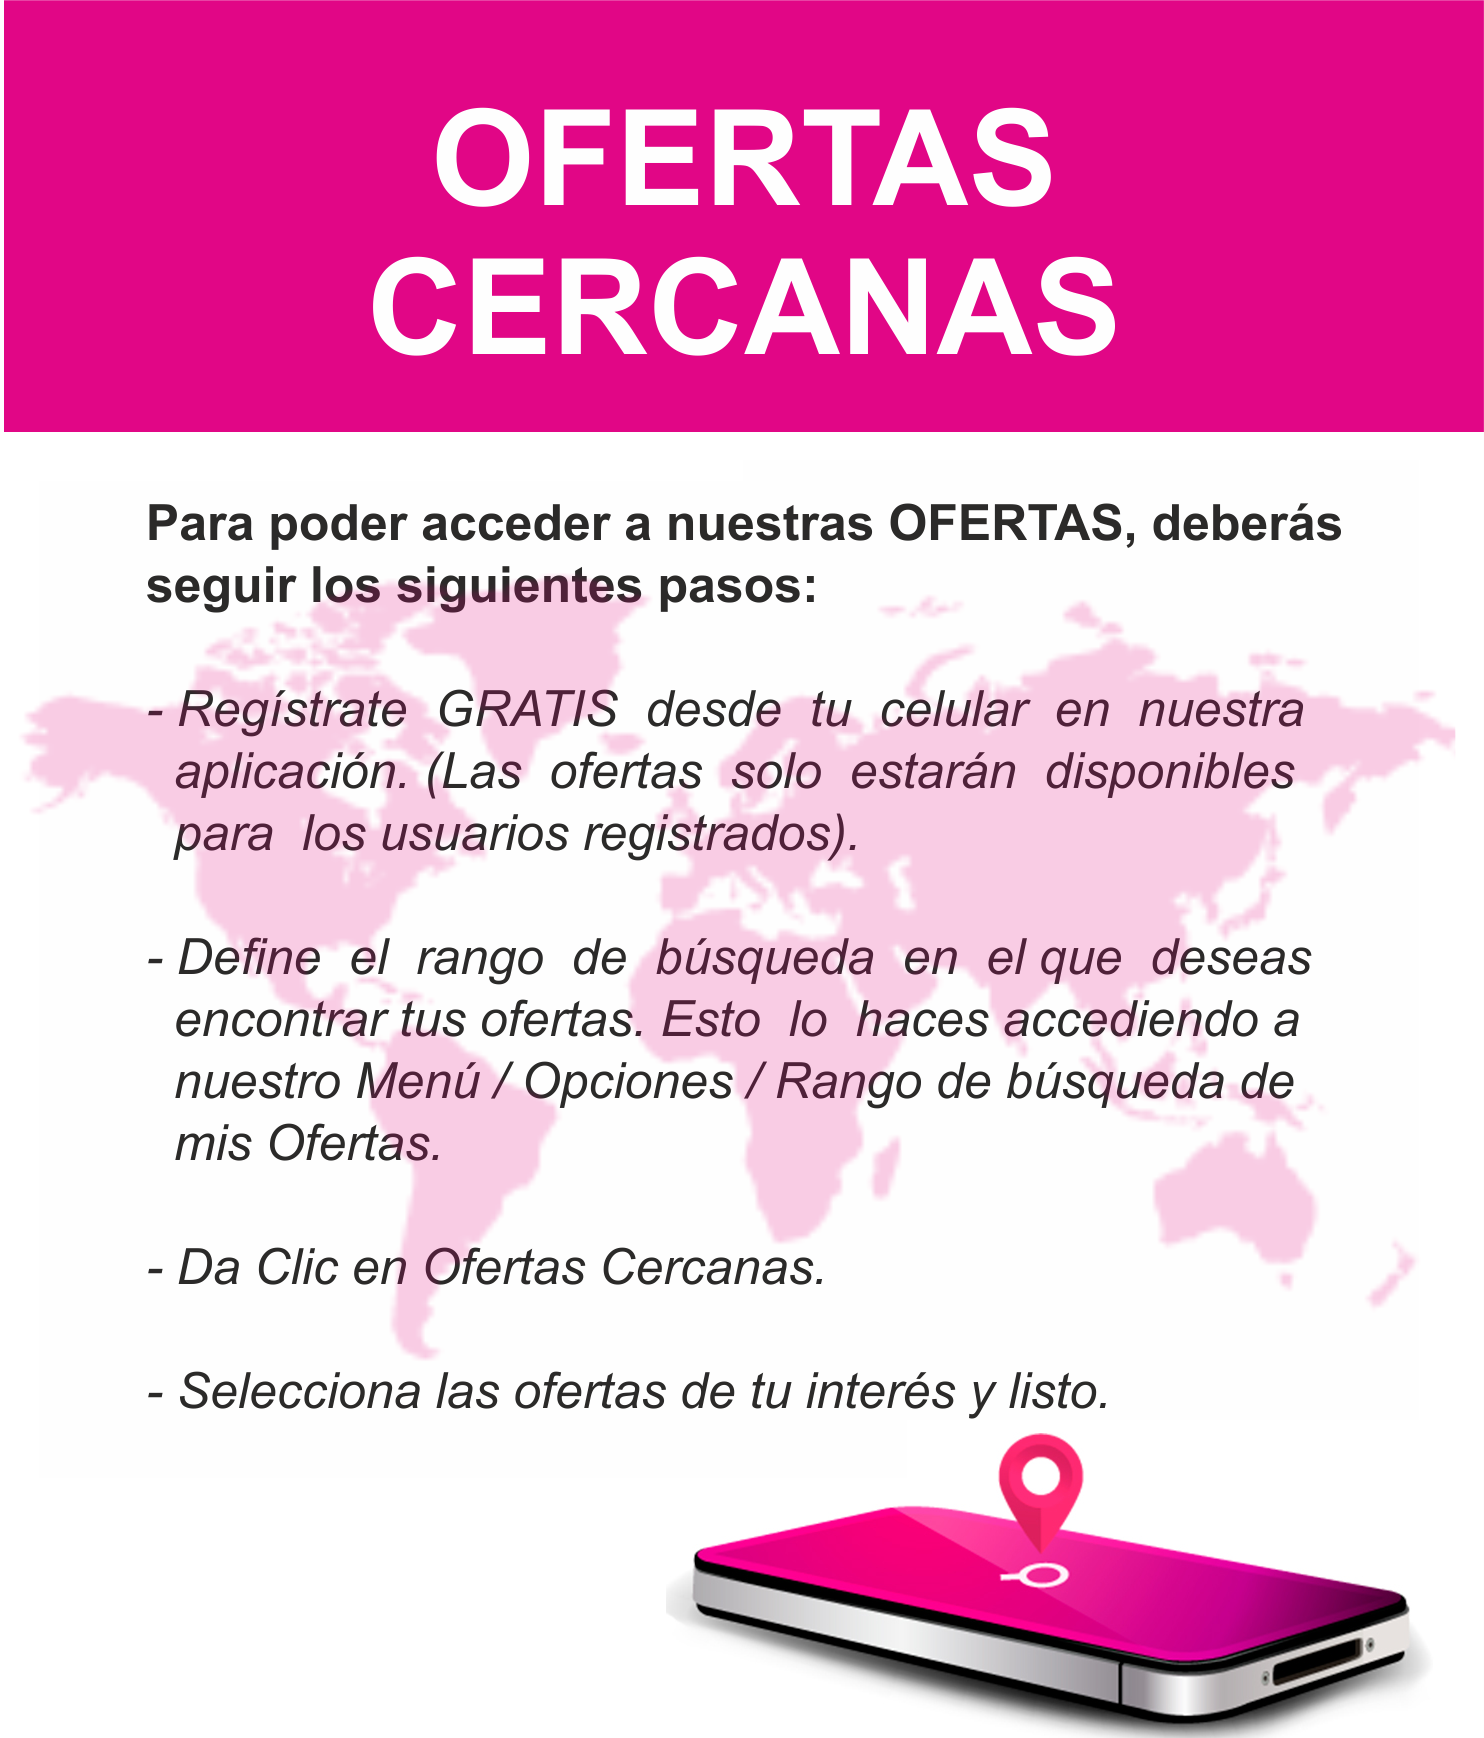 OFERTAS
CERCANAS
Para poder acceder a nuestras OFERTAS, deberás
seguir los siguientes pasos:
- Regístrate GRATIS desde tu celular en nuestra
aplicación. (Las ofertas solo estarán disponibles
para los usuarios registrados).
- Define el rango de búsqueda en el que deseas
encontrar tus ofertas. Esto lo haces accediendo a
nuestro Menú / Opciones / Rango de búsqueda de
mis Ofertas.
- Da Clic en Ofertas Cercanas.
- Selecciona las ofertas de tu interés y listo.